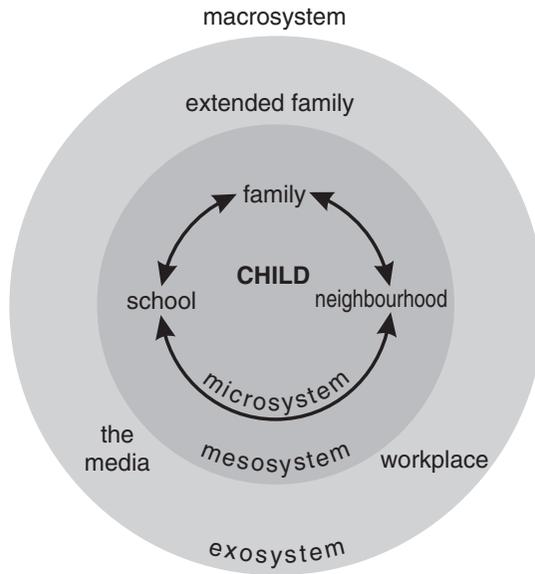 macrosystem
extended family
family
CHILD
school
neighbourhood
microsystem
the
media
mesosystem
workplace
exosystem